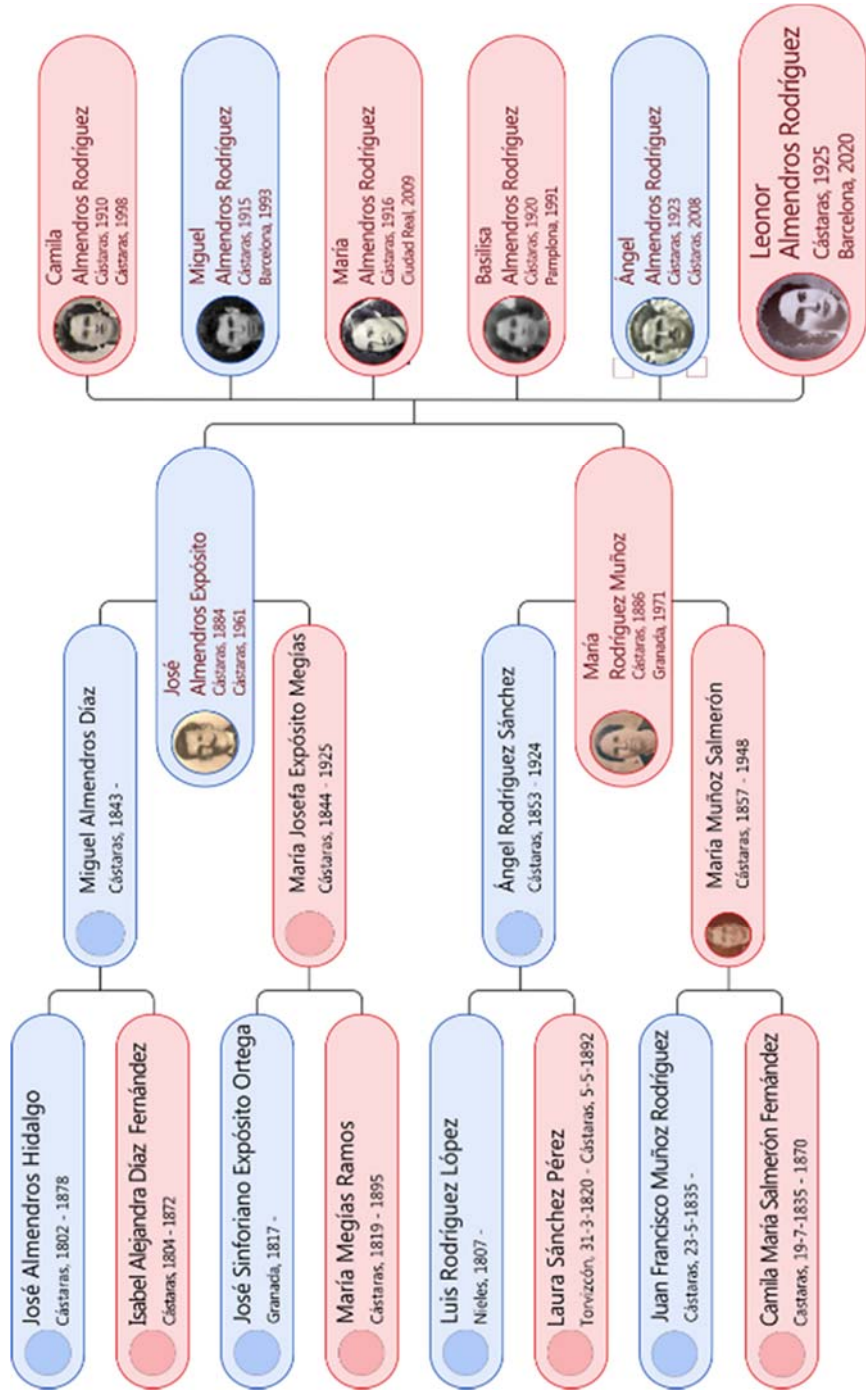 José Almendros Hidalgo
Cástaras, 1802 - 1878
Isabel Alejandra Díaz Fernández
Cástaras, 1804 - 1872
José Sinforiano Expósito Ortega
Granada, 1817 -
María Megías Ramos
Cástaras, 1819 - 1895
Luis Rodríguez López
Nieles, 1807 -
Laura Sánchez Pérez
Torvizcón, 31-3-1820 - Cástaras, 5-5-1892
Juan Francisco Muñoz Rodríguez
Cástaras, 23-5-1835 -
Camila María Salmerón Fernández
Castaras, 19-7-1835 - 1870
Miguel Almendros Díaz
Cástaras, 1843 -
María Josefa Expósito Megías
Cástaras, 1844 - 1925
Ángel Rodríguez Sánchez
Cástaras, 1853 - 1924
María Muñoz Salmerón
Cástaras, 1857 - 1948
José
Almendros Expósito
Cástaras, 1884
Cástaras, 1961
María
Rodríguez Muñoz
Cástaras, 1886
Granada, 1971
Camila
Almendros Rodríguez
Cástaras, 1910
Cástaras, 1998
Miguel
Almendros Rodríguez
Cástaras, 1915
Barcelona, 1993
María
Almendros Rodríguez
Cástaras, 1916
Ciudad Real, 2009
Basilisa
Almendros Rodríguez
Cástaras, 1920
Pamplona, 1991
Ángel
Almendros Rodríguez
Cástaras, 1923
Cástaras, 2008
Leonor
Almendros Rodríguez
Cástaras, 1925
Barcelona, 2020